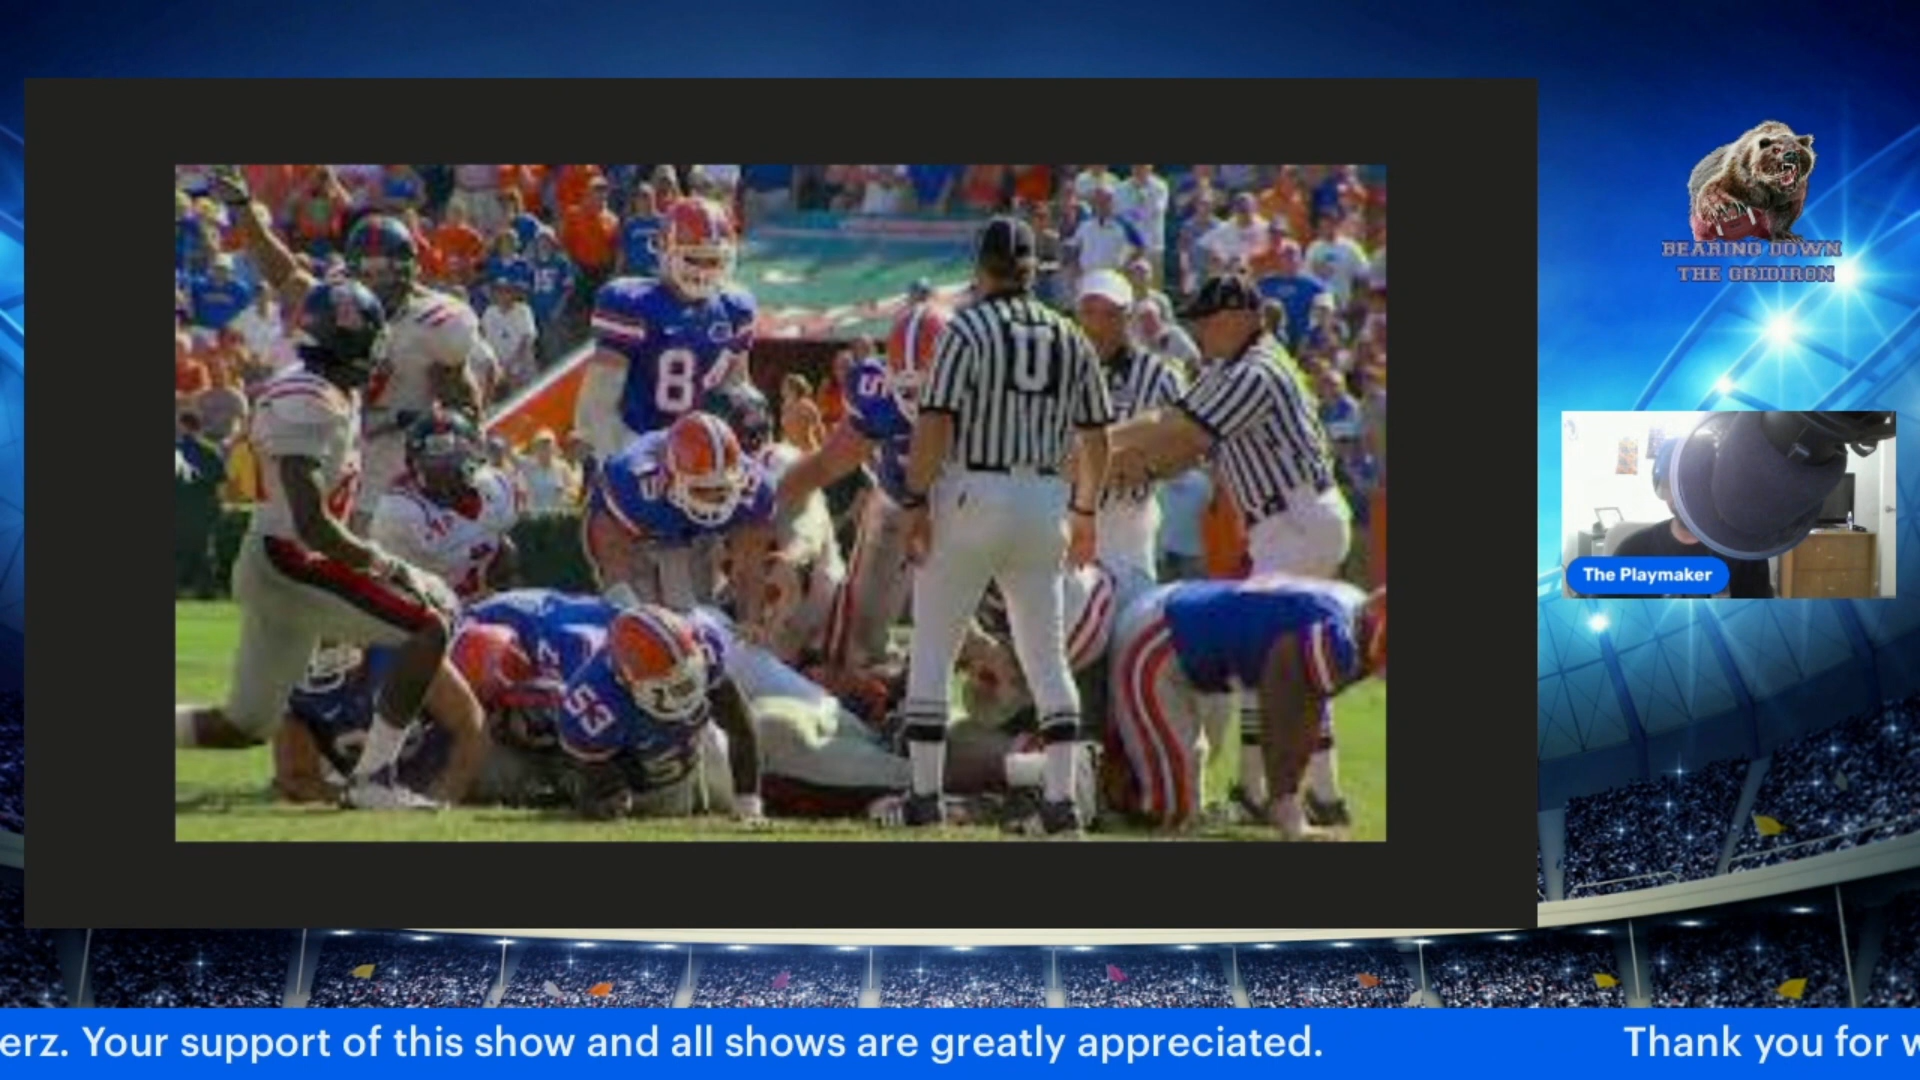 BEARING DOWN
THE GRIDIRON
84
U
53
The Playmaker
erz. Your support of this show and all shows are greatly appreciated.
Thank you for w